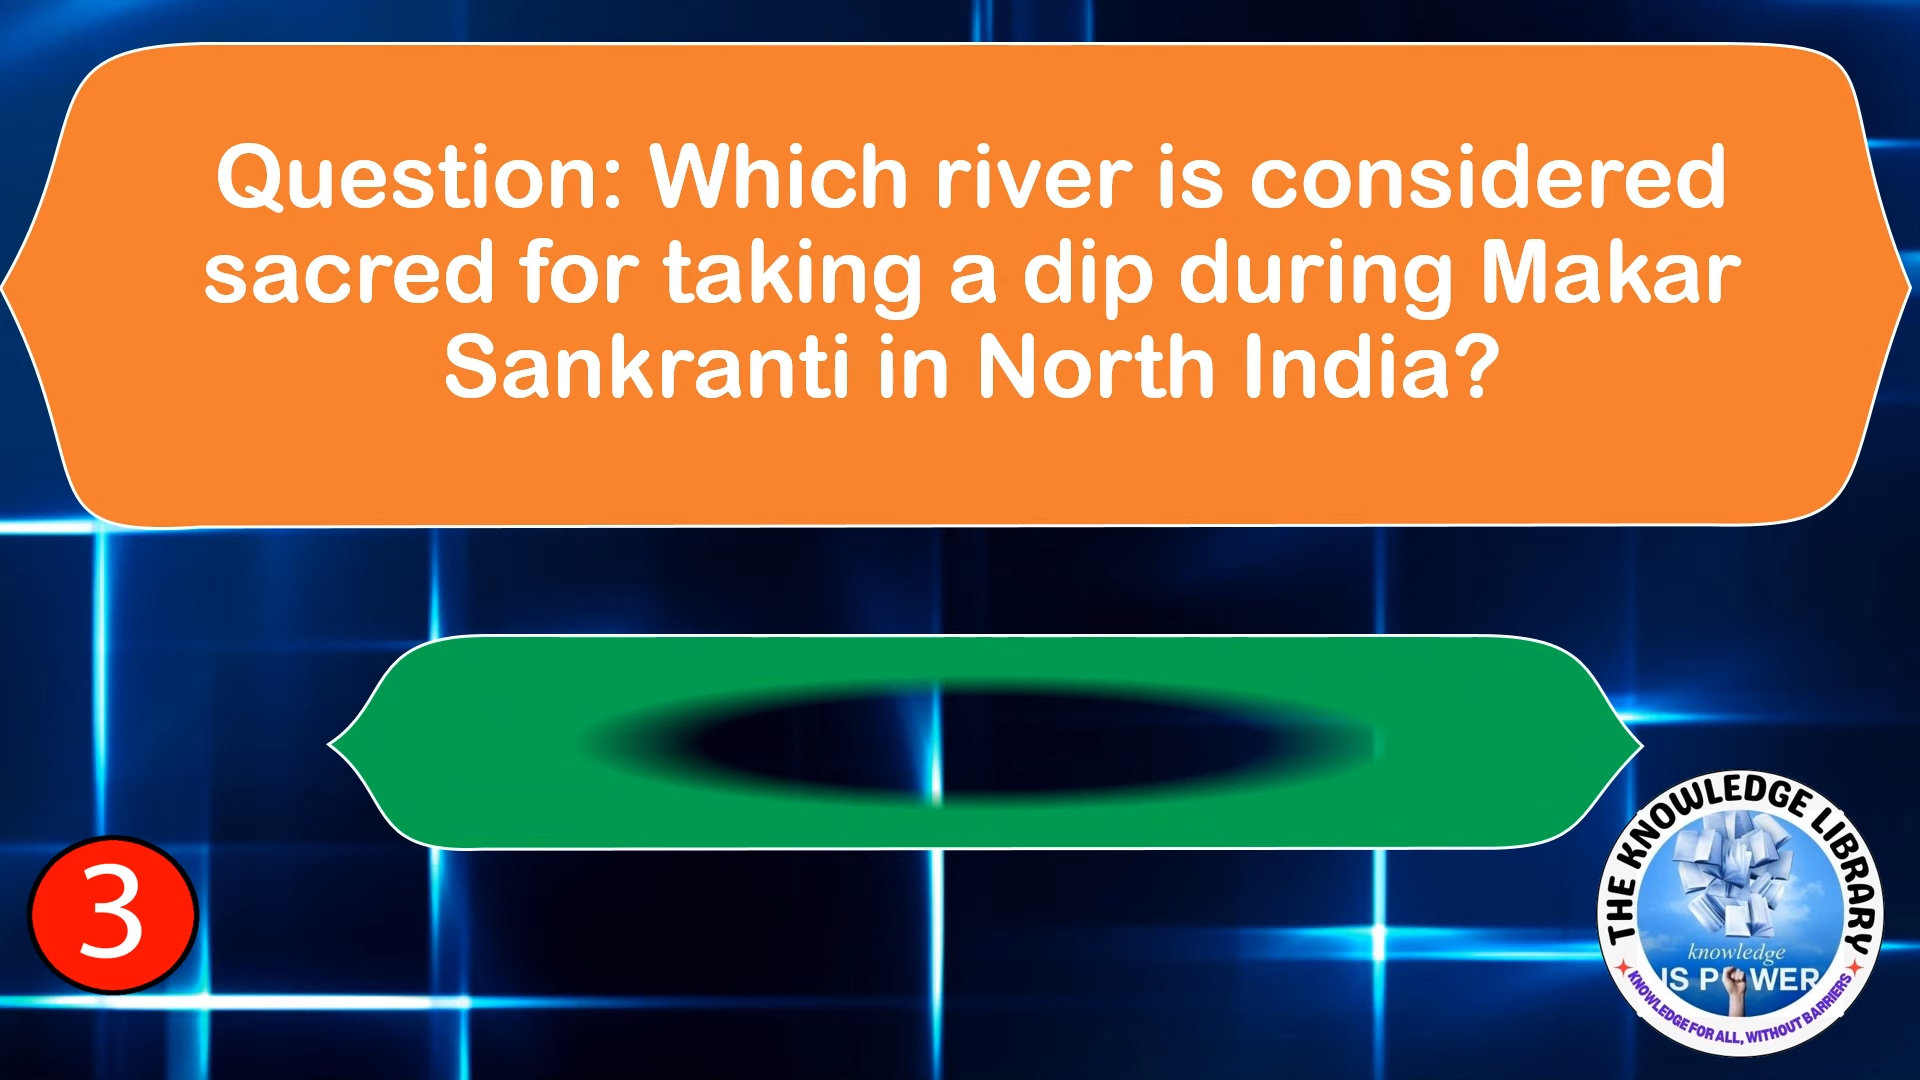 Question: Which river is considered
sacred for taking a dip during Makar
Sankranti in North India?
3
THE KNOWLEDGE LIBRARY
knowledge
IS POWER
KNOWLEDGE FOR ALL, WITHOUT BARRIERS